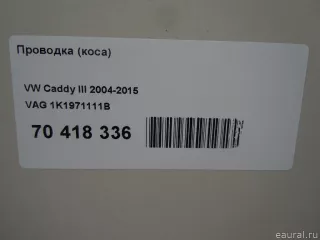 Проводка (коса)
VW Caddy III 2004-2015
VAG 1K1971111B
70 418 336
eaural.ru